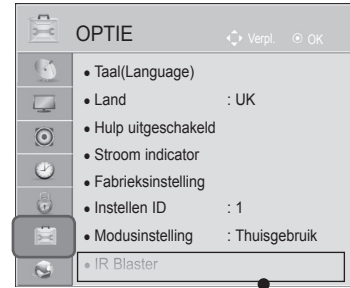 OPTIE Verpl. OK
• Taal(Language)
• Land : UK
• Hulp uitgeschakeld
• Stroom indicator
• Fabrieksinstelling
• Instellen ID : 1
• Modusinstelling : Thuisgebruik
• IR Blaster